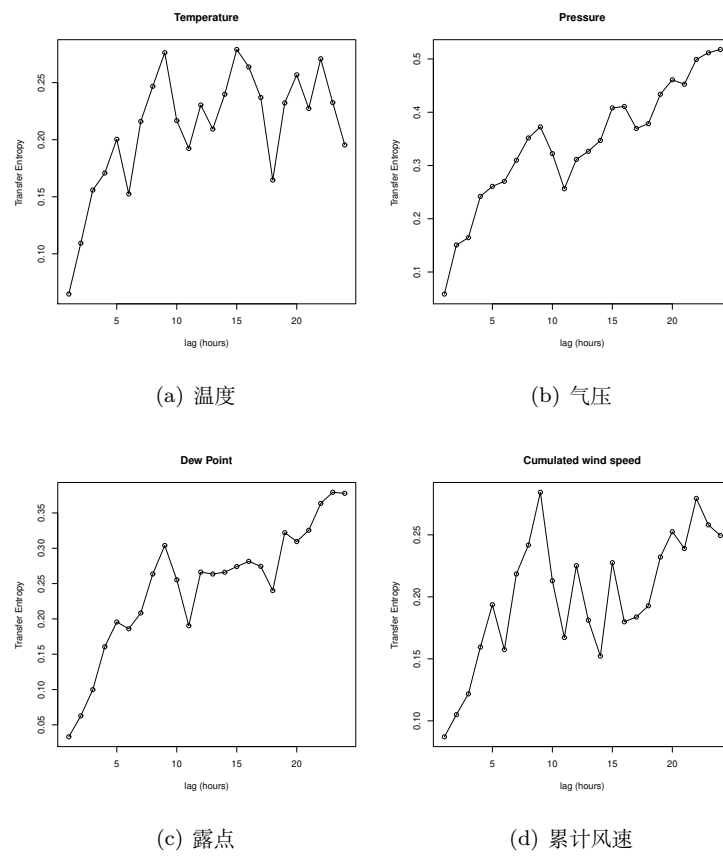 Temperature
Transfer Entropy
0.25
0.20
0.15
0.10
5 10 15 20
lag (hours)
(a) 温度
Pressure
Transfer Entropy
0.5
0.4
0.3
0.2
0.1
5 10 15 20
lag (hours)
(b) 气压
Dew Point
Transfer Entropy
0.35
0.30
0.25
0.20
0.15
0.10
0.05
5 10 15 20
lag (hours)
(c) 露点
Cumulated wind speed
Transfer Entropy
0.25
0.20
0.15
0.10
5 10 15 20
lag (hours)
(d) 累计风速